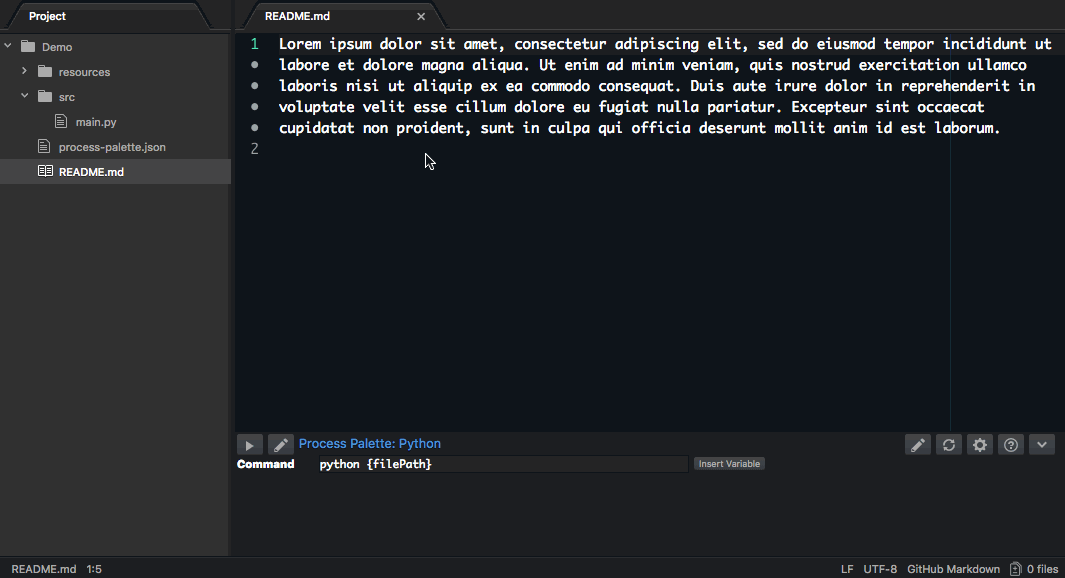 Project
README.md
Demo
resources
src
main.py
process-palette.json
README.md
1 Lorem ipsum dolor sit amet, consectetur adipiscing elit, sed do eiusmod tempor incididunt ut
labore et dolore magna aliqua. Ut enim ad minim veniam, quis nostrud exercitation ullamco
laboris nisi ut aliquip ex ea commodo consequat. Duis aute irure dolor in reprehenderit in
voluptate velit esse cillum dolore eu fugiat nulla pariatur. Excepteur sint occaecat
cupidatat non proident, sunt in culpa qui officia deserunt mollit anim id est laborum.
2
Process Palette: Python
Command python {filePath} Insert Variable
README.md 1:5 LF UTF-8 GitHub Markdown 0 files